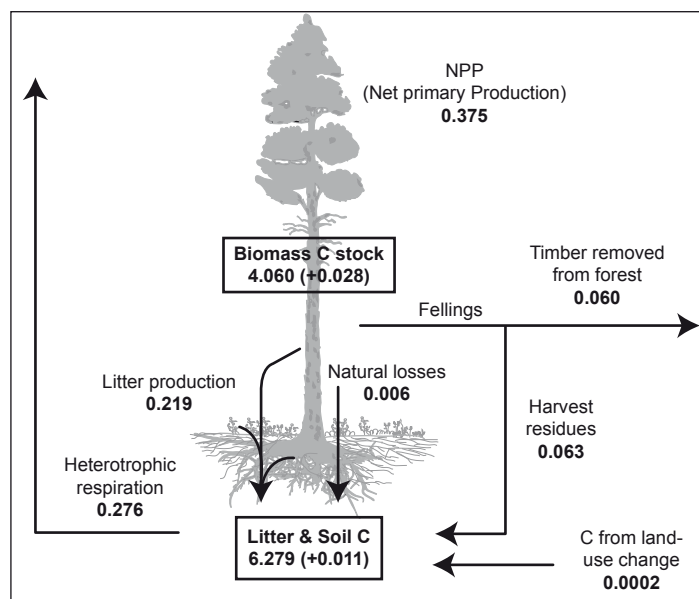 NPP
(Net primary Production)
0.375
Biomass C stock
4.060 (+0.028)
Timber removed
from forest
0.060
Fellings
Litter production
0.219
Natural losses
0.006
Harvest
residues
0.063
Heterotrophic
respiration
0.276
Litter & Soil C
6.279 (+0.011)
C from land-
use change
0.0002